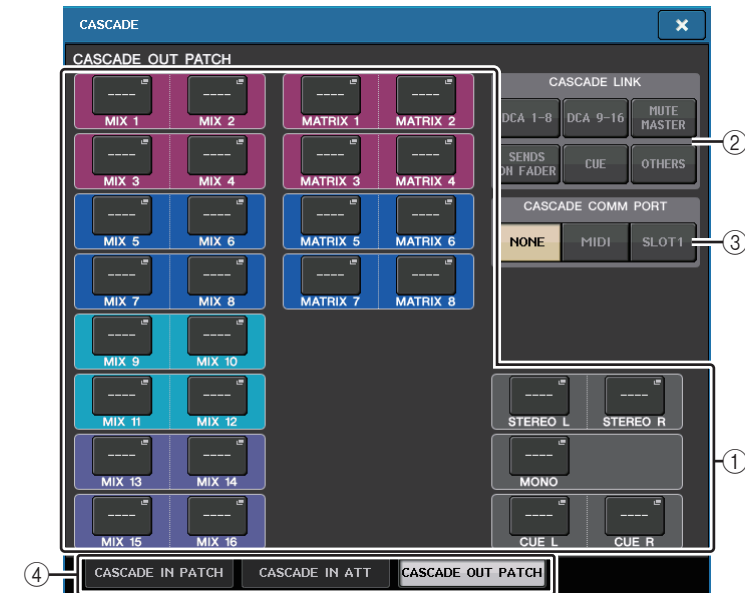 CASCADE
CASCADE OUT PATCH
---- ---- ---- ----
MIX 1 MIX 2 MATRIX 1 MATRIX 2
---- ---- ---- ----
MIX 3 MIX 4 MATRIX 3 MATRIX 4
---- ---- ---- ----
MIX 5 MIX 6 MATRIX 5 MATRIX 6
---- ---- ---- ----
MIX 7 MIX 8 MATRIX 7 MATRIX 8
---- ----
MIX 9 MIX 10
---- ----
MIX 11 MIX 12
---- ----
MIX 13 MIX 14
---- ----
MIX 15 MIX 16
CASCADE LINK
DCA 1-8 DCA 9-16 MUTE MASTER
SENDS ON FADER CUE OTHERS
②
CASCADE COMM PORT
NONE MIDI SLOT1
③
---- ----
STEREO L STEREO R
----
MONO
---- ----
CUE L CUE R
①
④
CASCADE IN PATCH CASCADE IN ATT CASCADE OUT PATCH